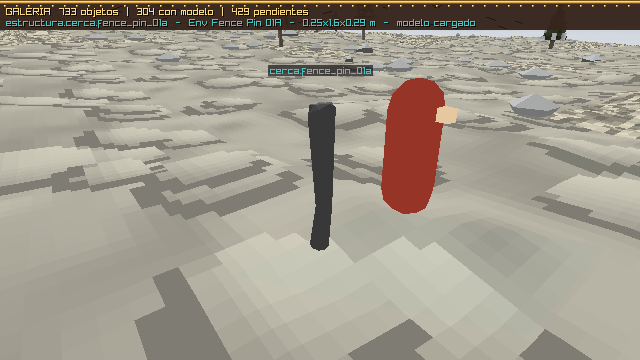 GALERIA  733 objetos | 304 con modelo | 429 pendientes
estructura.cerca.fence_pin_01a  -  Env Fence Pin 01A  -  0.25x1.6x0.29 m  -  modelo cargado
cerca.fence_pin_01a